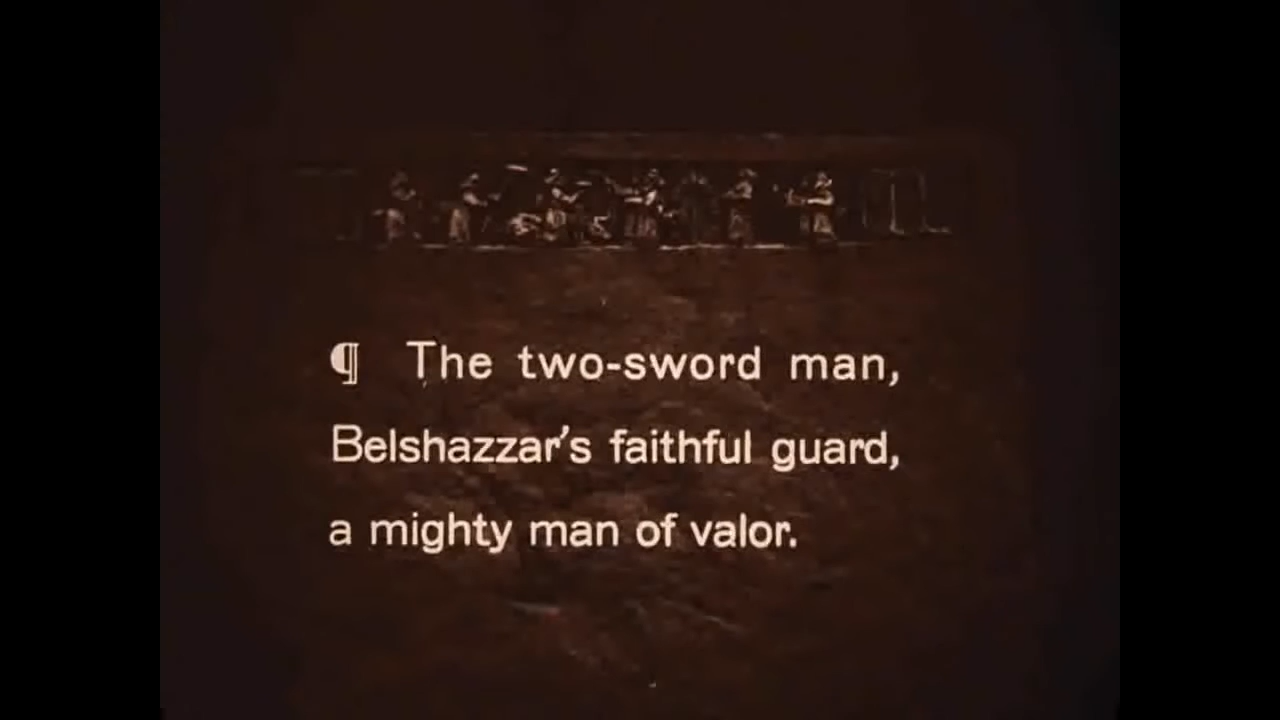 ¶ The two-sword man,
Belshazzar's faithful guard,
a mighty man of valor.